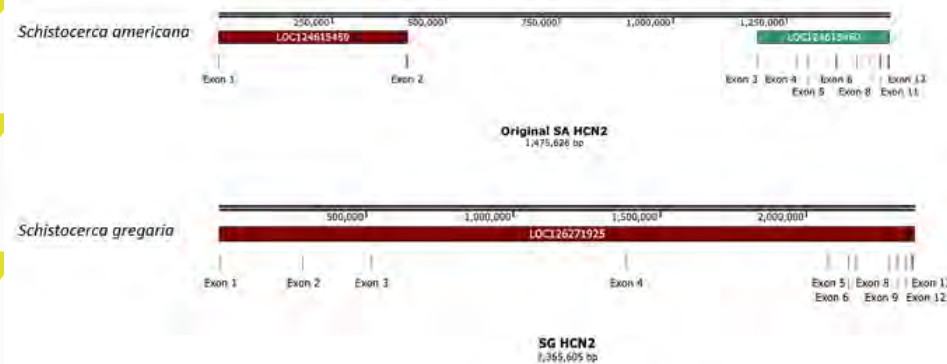 250,000 500,000 750,000 1,000,000 1,250,000
Schistocerca americana
LOC124615459 LOC124615460
Exon 1 Exon 2 Exon 3 Exon 4 Exon 6 Exon 12
Exon 5 Exon 8 Exon 11
Original SA HCN2
1,475,626 bp
500,000 1,000,000 1,500,000 2,000,000
Schistocerca gregaria
LOC126271925
Exon 1 Exon 2 Exon 3 Exon 4 Exon 5 Exon 8
Exon 6 Exon 9 Exon 12
SG HCN2
2,365,605 bp